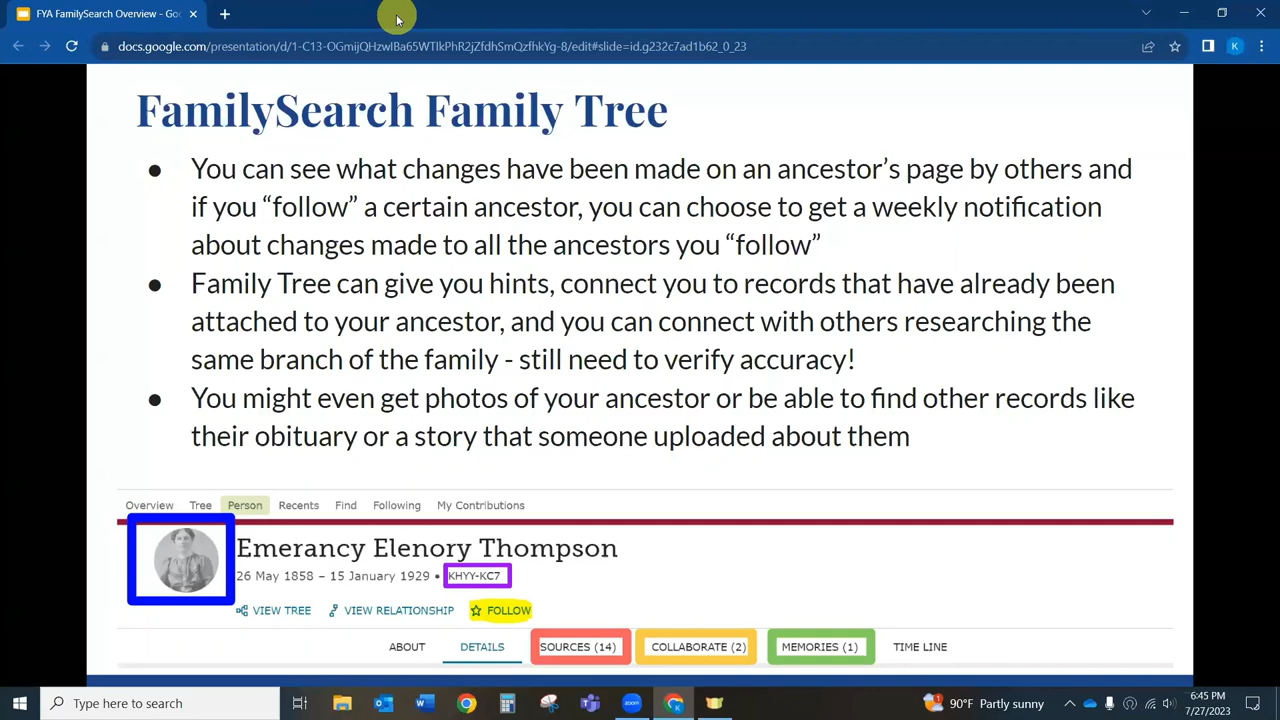 FYA FamilySearch Overview - Goo
docs.google.com/presentation/d/1-C13-OGmijQHzwIBa65WTIkPhR2jZfdhSmQzfhkYg-8/edit#slide=id.g232c7ad1b62_0_23
K
FamilySearch Family Tree
● You can see what changes have been made on an ancestor’s page by others and
if you “follow” a certain ancestor, you can choose to get a weekly notification
about changes made to all the ancestors you “follow”
● Family Tree can give you hints, connect you to records that have already been
attached to your ancestor, and you can connect with others researching the
same branch of the family - still need to verify accuracy!
● You might even get photos of your ancestor or be able to find other records like
their obituary or a story that someone uploaded about them
Overview Tree Person Recents Find Following My Contributions
Emerancy Elenory Thompson
26 May 1858 – 15 January 1929 • KHYY-KC7
VIEW TREE VIEW RELATIONSHIP FOLLOW
ABOUT DETAILS SOURCES (14) COLLABORATE (2) MEMORIES (1) TIME LINE
Type here to search
zoom
90°F Partly sunny
6:45 PM
7/27/2023